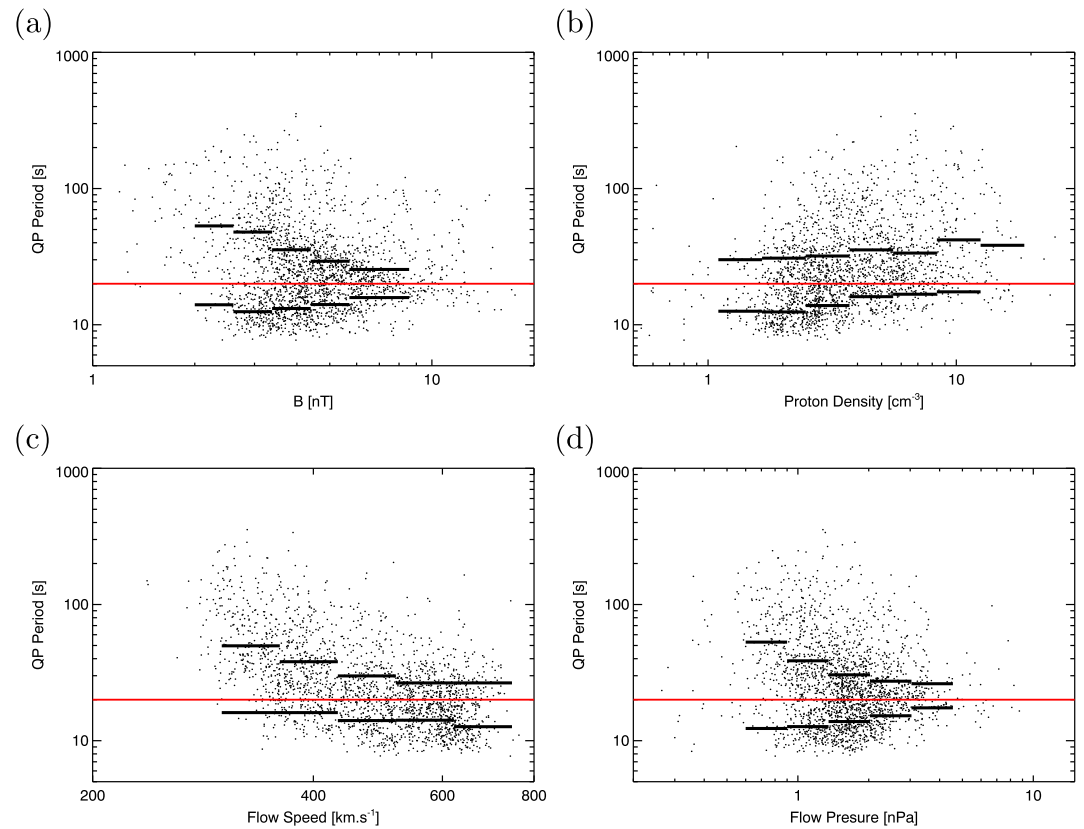 (a)
1000
100
10
QP Period [s]
1
10
B [nT]
(b)
1000
100
10
QP Period [s]
1
10
Proton Density [cm⁻³]
(c)
1000
100
10
QP Period [s]
200
400
600
800
Flow Speed [km.s⁻¹]
(d)
1000
100
10
QP Period [s]
1
10
Flow Presure [nPa]